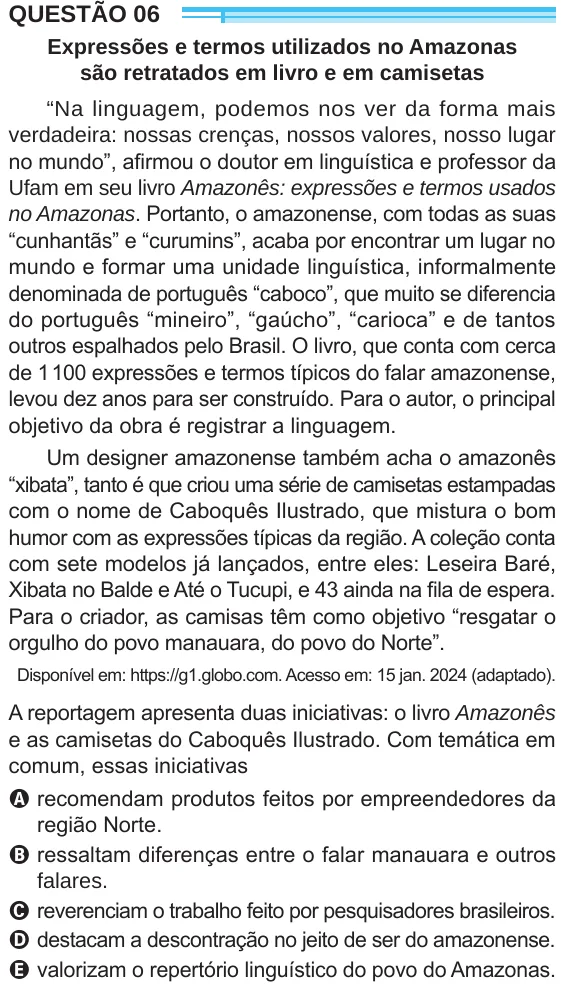 QUESTÃO 06
Expressões e termos utilizados no Amazonas
são retratados em livro e em camisetas
“Na linguagem, podemos nos ver da forma mais
verdadeira: nossas crenças, nossos valores, nosso lugar
no mundo”, afirmou o doutor em linguística e professor da
Ufam em seu livro Amazonês: expressões e termos usados
no Amazonas. Portanto, o amazonense, com todas as suas
“cunhantãs” e “curumins”, acaba por encontrar um lugar no
mundo e formar uma unidade linguística, informalmente
denominada de português “caboco”, que muito se diferencia
do português “mineiro”, “gaúcho”, “carioca” e de tantos
outros espalhados pelo Brasil. O livro, que conta com cerca
de 1 100 expressões e termos típicos do falar amazonense,
levou dez anos para ser construído. Para o autor, o principal
objetivo da obra é registrar a linguagem.
Um designer amazonense também acha o amazonês
“xibata”, tanto é que criou uma série de camisetas estampadas
com o nome de Caboquês Ilustrado, que mistura o bom
humor com as expressões típicas da região. A coleção conta
com sete modelos já lançados, entre eles: Leseira Baré,
Xibata no Balde e Até o Tucupi, e 43 ainda na fila de espera.
Para o criador, as camisas têm como objetivo “resgatar o
orgulho do povo manauara, do povo do Norte”.
Disponível em: https://g1.globo.com. Acesso em: 15 jan. 2024 (adaptado).
A reportagem apresenta duas iniciativas: o livro Amazonês
e as camisetas do Caboquês Ilustrado. Com temática em
comum, essas iniciativas
A recomendam produtos feitos por empreendedores da
região Norte.
B ressaltam diferenças entre o falar manauara e outros
falares.
C reverenciam o trabalho feito por pesquisadores brasileiros.
D destacam a descontração no jeito de ser do amazonense.
E valorizam o repertório linguístico do povo do Amazonas.